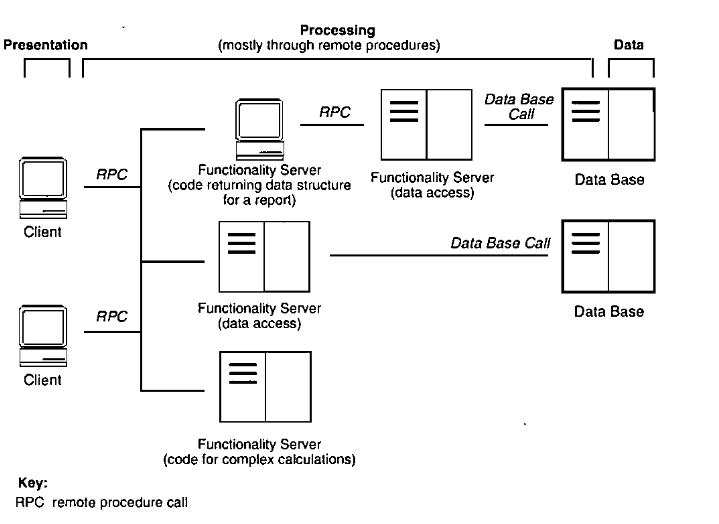 Processing
Presentation
(mostly through remote procedures)
Data
RPC
Data Base
Call
RPC
Functionality Server
(code returning data structure
for a report)
Functionality Server
(data access)
Data Base
Client
Data Base Call
RPC
Functionality Server
(data access)
Data Base
Client
Functionality Server
(code for complex calculations)
Key:
RPC remote procedure call